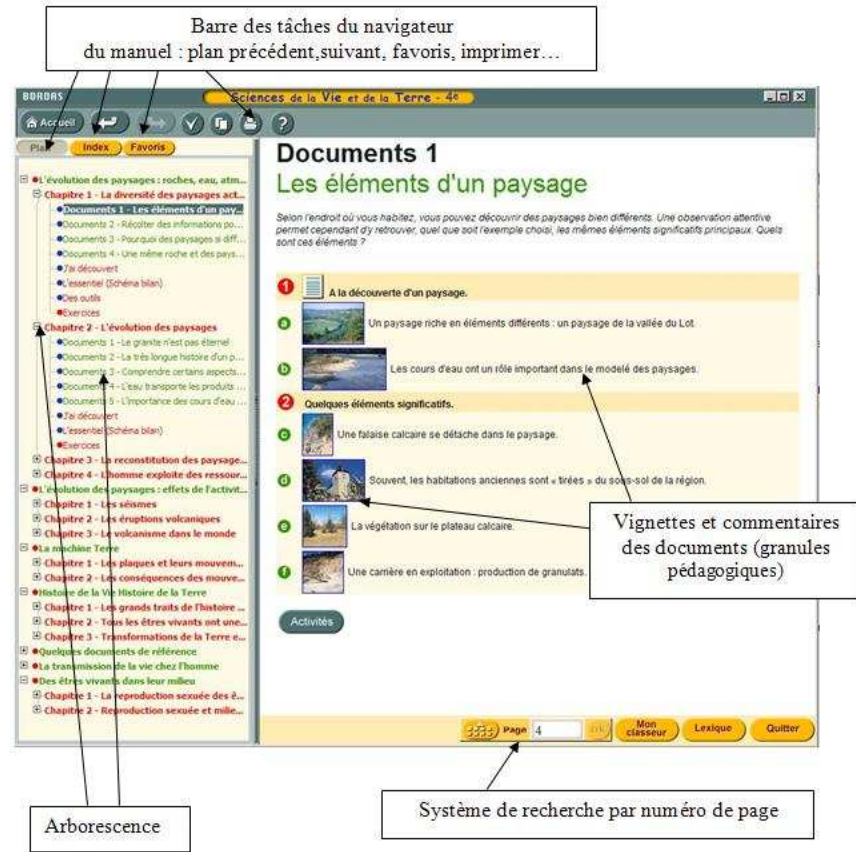 Barre des tâches du navigateur
du manuel : plan précédent,suivant, favoris, imprimer…
BORDAS
Sciences de la Vie et de la Terre - 4e
Accueil
?
Plan
Index
Favoris
L'évolution des paysages : roches, eau, atm...
Chapitre 1 - La diversité des paysages act...
Documents 1 - Les éléments d'un pay...
Documents 2 - Récolter des informations po...
Documents 3 - Pourquoi des paysages si diff...
Documents 4 - Une même roche et des pays...
J'ai découvert
L'essentiel (Schéma bilan)
Des outils
Exercices
Chapitre 2 - L'évolution des paysages
Documents 1 - Le granite n'est pas éternel
Documents 2 - La très longue histoire d'un p...
Documents 3 - Comprendre certains aspects...
Documents 4 - L'eau transporte les produits ...
Documents 5 - L'importance des cours d'eau ...
J'ai découvert
L'essentiel (Schéma bilan)
Exercices
Chapitre 3 - La reconstitution des paysage...
Chapitre 4 - L'homme exploite des ressour...
L'évolution des paysages : effets de l'activit...
Chapitre 1 - Les séismes
Chapitre 2 - Les éruptions volcaniques
Chapitre 3 - Le volcanisme dans le monde
La machine Terre
Chapitre 1 - Les plaques et leurs mouvem...
Chapitre 2 - Les conséquences des mouve...
Histoire de la Vie Histoire de la Terre
Chapitre 1 - Les grands traits de l'histoire ...
Chapitre 2 - Tous les êtres vivants ont une...
Chapitre 3 - Transformations de la Terre e...
Quelques documents de référence
La transmission de la vie chez l'homme
Des êtres vivants dans leur milieu
Chapitre 1 - La reproduction sexuée des ê...
Chapitre 2 - Reproduction sexuée et milie...
Documents 1
Les éléments d'un paysage
Selon l'endroit où vous habitez, vous pouvez découvrir des paysages bien différents. Une observation attentive
permet cependant d'y retrouver, quel que soit l'exemple choisi, les mêmes éléments significatifs principaux. Quels
sont ces éléments ?
1 A la découverte d'un paysage.
a Un paysage riche en éléments différents : un paysage de la vallée du Lot
b Les cours d'eau ont un rôle important dans le modelé des paysages.
2 Quelques éléments significatifs.
c Une falaise calcaire se détache dans le paysage.
d Souvent, les habitations anciennes sont « tirées » du sous-sol de la région.
e La végétation sur le plateau calcaire.
f Une carrière en exploitation : production de granulats.
Activités
Vignettes et commentaires
des documents (granules
pédagogiques)
Page 4 OK
Mon
classeur
Lexique
Quitter
Arborescence
Système de recherche par numéro de page